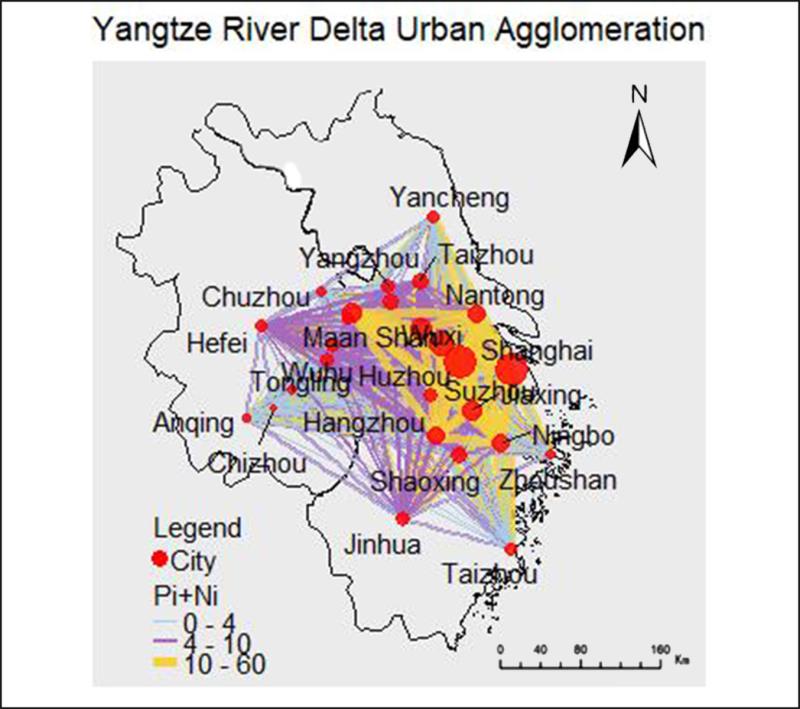 Yangtze River Delta Urban Agglomeration
N
Yancheng
Yangzhou
Taizhou
Chuzhou
Nantong
Hefei
Maan Shan
Wuxi
Shanghai
Wuhu
Huzhou
Tongling
Suzhou
Jiaxing
Anqing
Hangzhou
Ningbo
Chizhou
Shaoxing
Zhoushan
Jinhua
Taizhou
Legend
City
Pi+Ni
0 - 4
4 - 10
10 - 60
0 40 80 160
Km